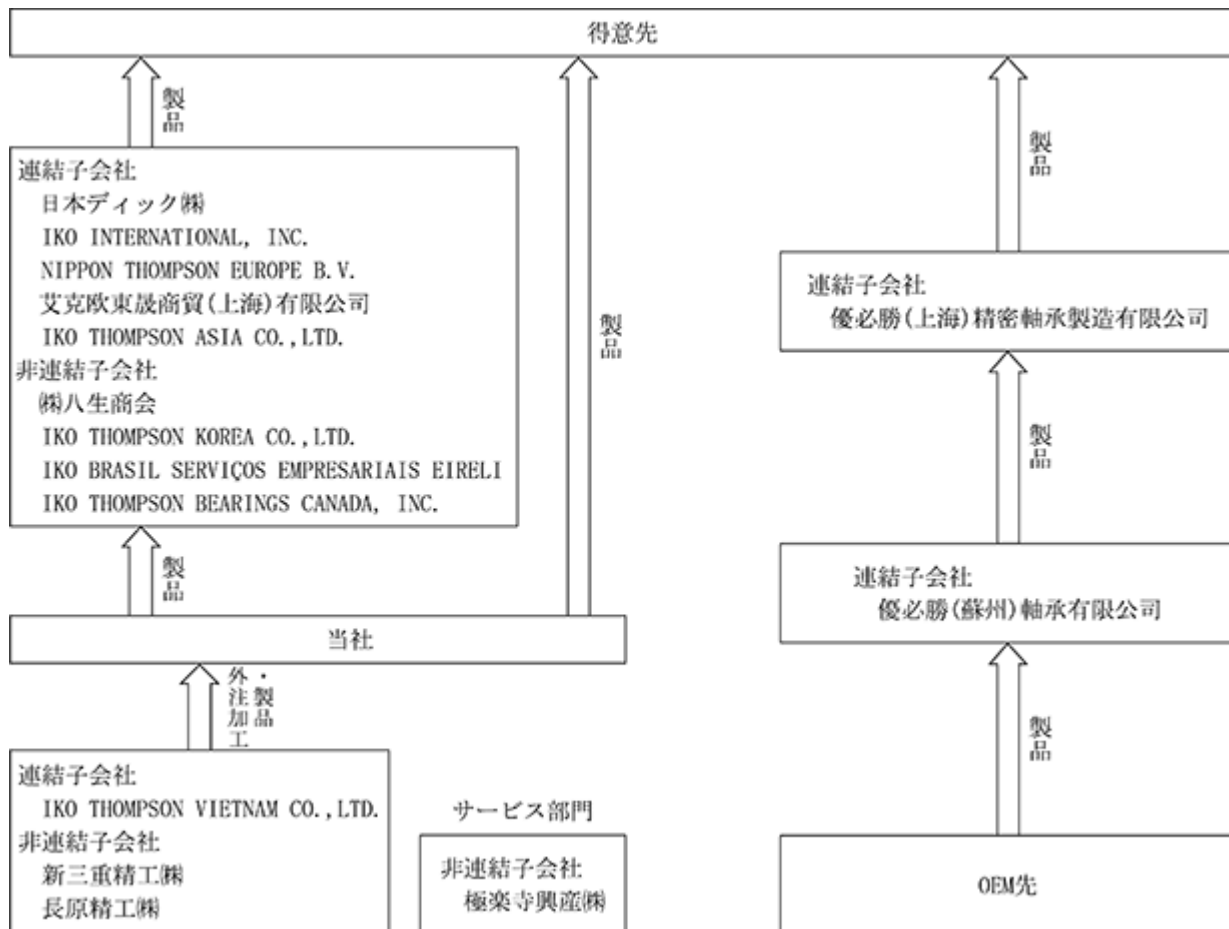 得意先
製品
連結子会社
日本ディック㈱
IKO INTERNATIONAL, INC.
NIPPON THOMPSON EUROPE B.V.
艾克欧東晟商貿(上海)有限公司
IKO THOMPSON ASIA CO.,LTD.
非連結子会社
㈱八生商会
IKO THOMPSON KOREA CO.,LTD.
IKO BRASIL SERVIÇOS EMPRESARIAIS EIRELI
IKO THOMPSON BEARINGS CANADA, INC.
製品
製品
当社
外注加工
・製品
連結子会社
IKO THOMPSON VIETNAM CO.,LTD.
非連結子会社
新三重精工㈱
長原精工㈱
サービス部門
非連結子会社
極楽寺興産㈱
製品
連結子会社
優必勝(上海)精密軸承製造有限公司
製品
連結子会社
優必勝(蘇州)軸承有限公司
製品
OEM先